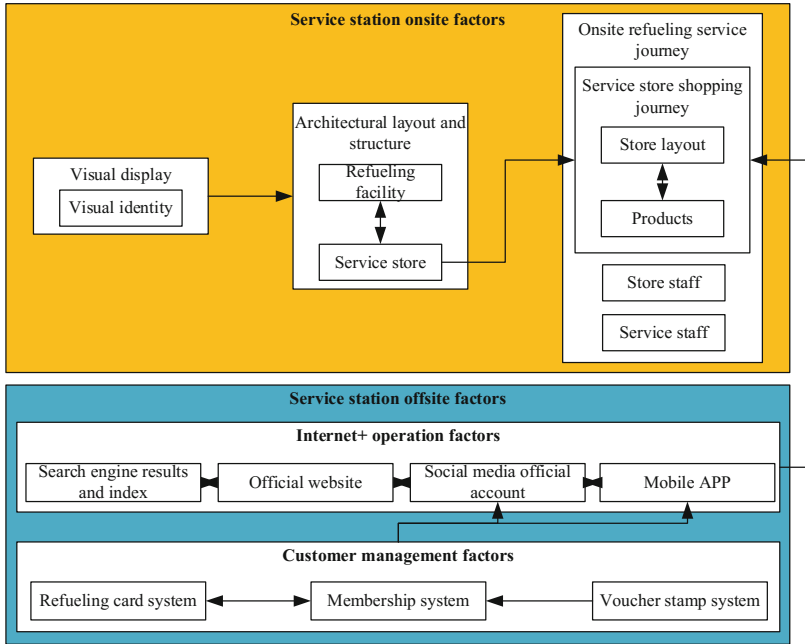 Service station onsite factors
Visual display
Visual identity
Architectural layout and
structure
Refueling
facility
Service store
Onsite refueling service
journey
Service store shopping
journey
Store layout
Products
Store staff
Service staff
Service station offsite factors
Internet+ operation factors
Search engine results
and index
Official website
Social media official
account
Mobile APP
Customer management factors
Refueling card system
Membership system
Voucher stamp system